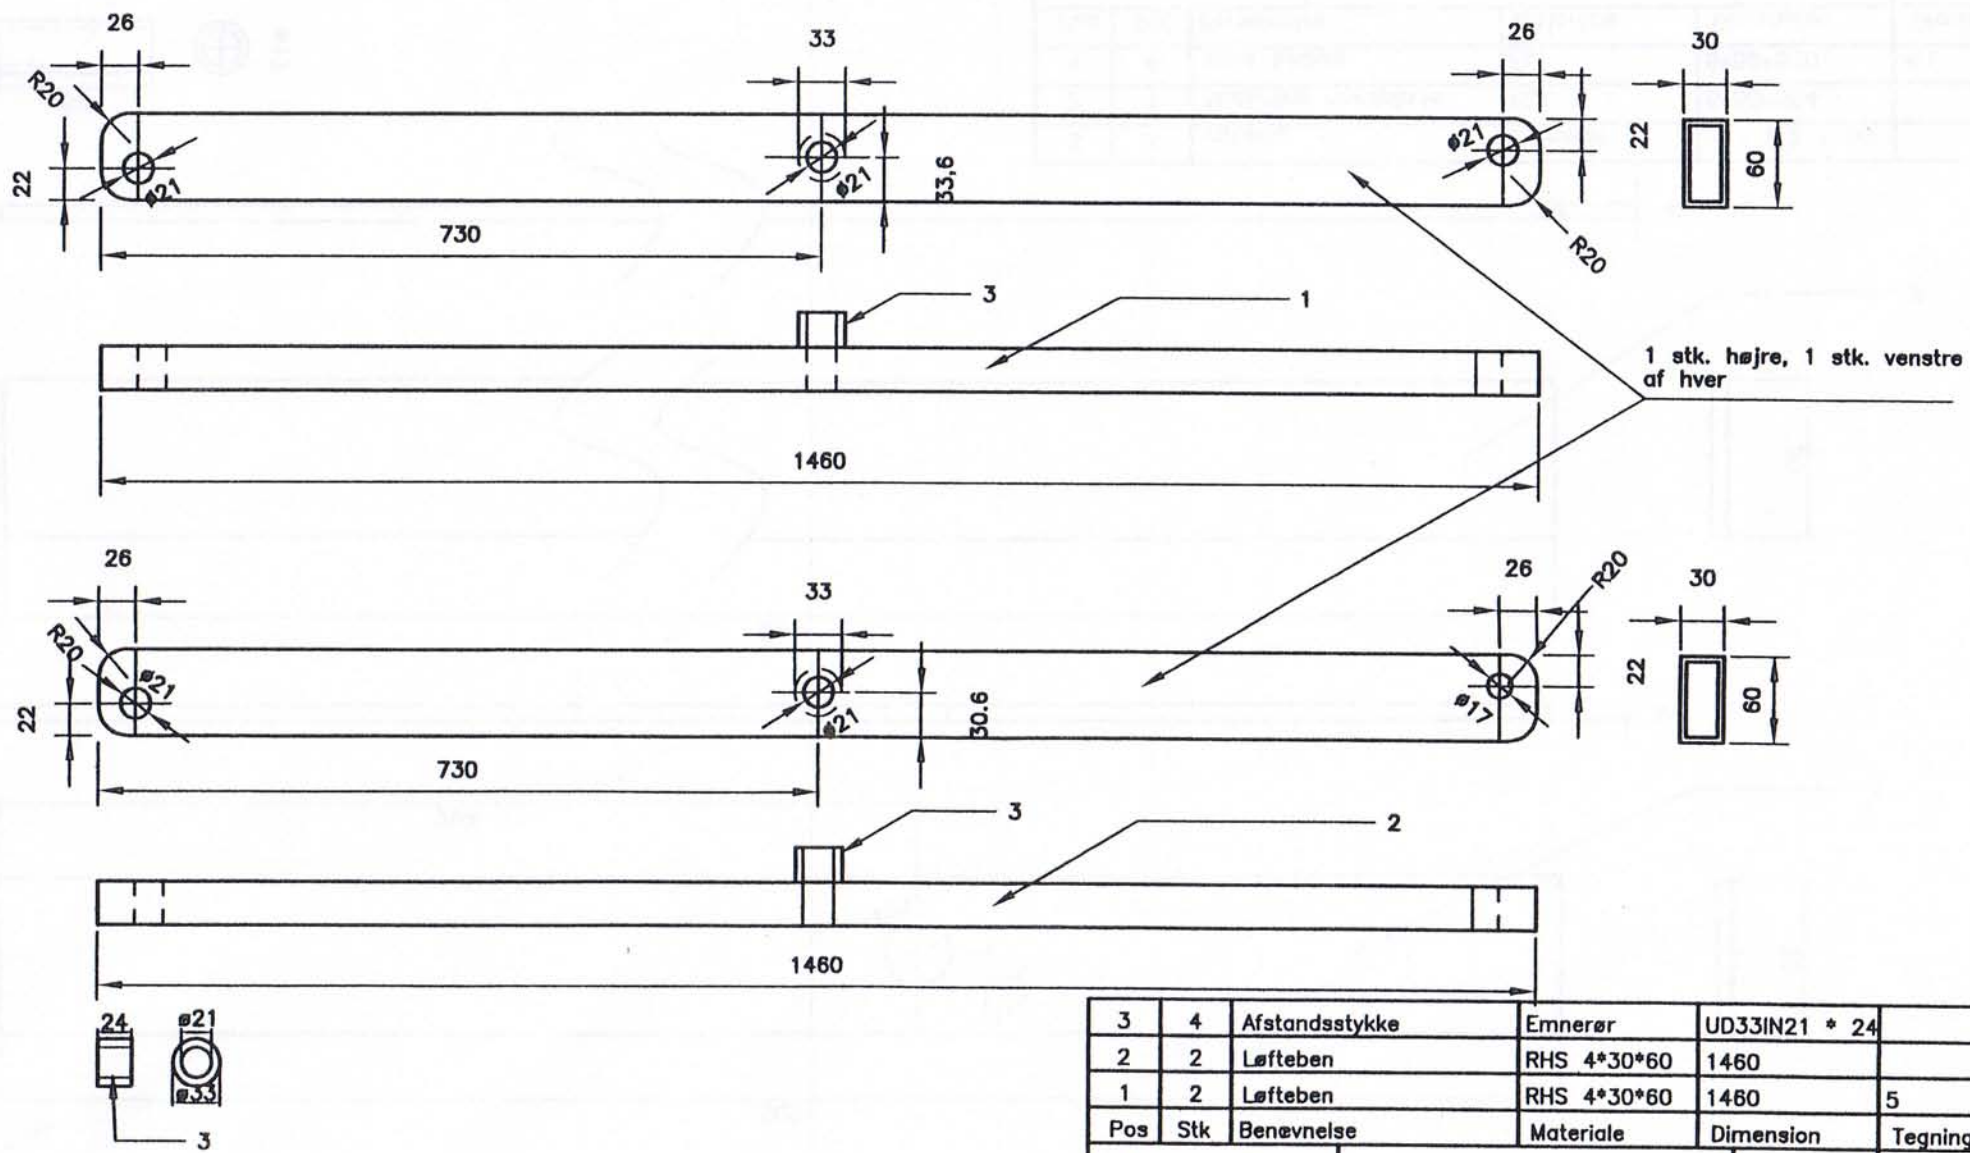 26
33
26
30
R20
ø21
22
ø21
33,6
ø21
22
60
R20
730
3
1
1 stk. højre, 1 stk. venstre
af hver
1460
26
33
26
R20
30
R20
ø21
22
ø21
30.6
ø17
22
60
730
3
2
1460
24
ø21
ø33
3
3 4 Afstandsstykke Emnerør UD33IN21 * 24
2 2 Løfteben RHS 4*30*60 1460
1 2 Løfteben RHS 4*30*60 1460 5
Pos Stk Benævnelse Materiale Dimension Tegning